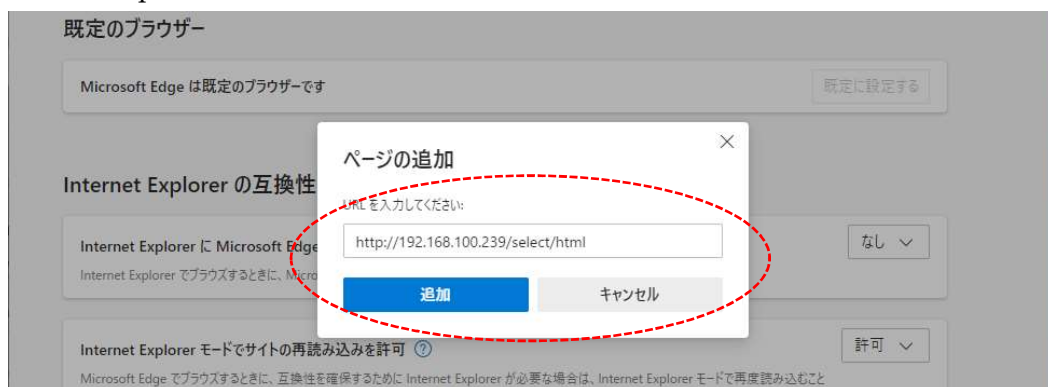 既定のブラウザー
Microsoft Edge は既定のブラウザーです
既定に設定する
ページの追加
Internet Explorer の互換性
URL を入力してください:
http://192.168.100.239/select/html
Internet Explorer に Microsoft Edge
なし
Internet Explorer でブラウズするときに、Micro
追加
キャンセル
Internet Explorer モードでサイトの再読み込みを許可
許可
Microsoft Edge でブラウズするときに、互換性を確保するために Internet Explorer が必要な場合は、Internet Explorer モードで再度読み込むこと